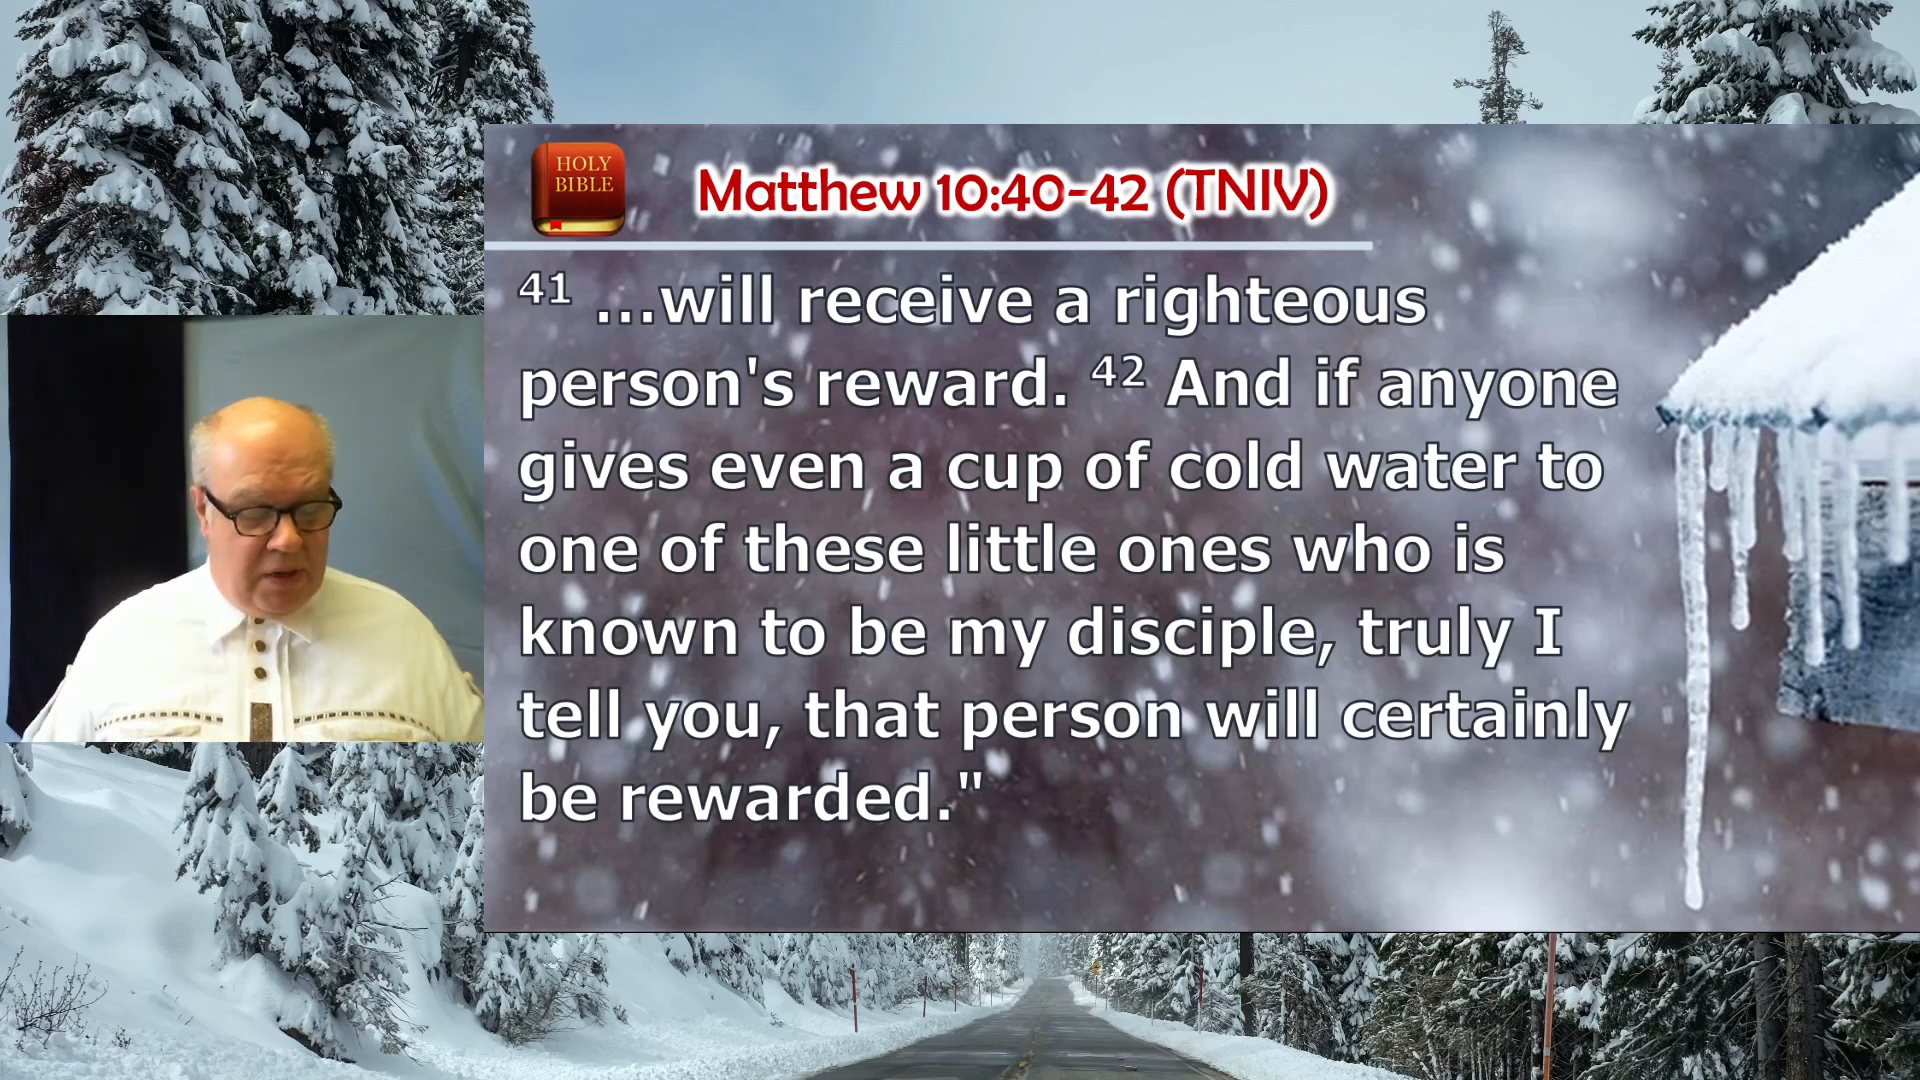 HOLY
BIBLE
Matthew 10:40-42 (TNIV)
41 ...will receive a righteous
person's reward. 42 And if anyone
gives even a cup of cold water to
one of these little ones who is
known to be my disciple, truly I
tell you, that person will certainly
be rewarded."